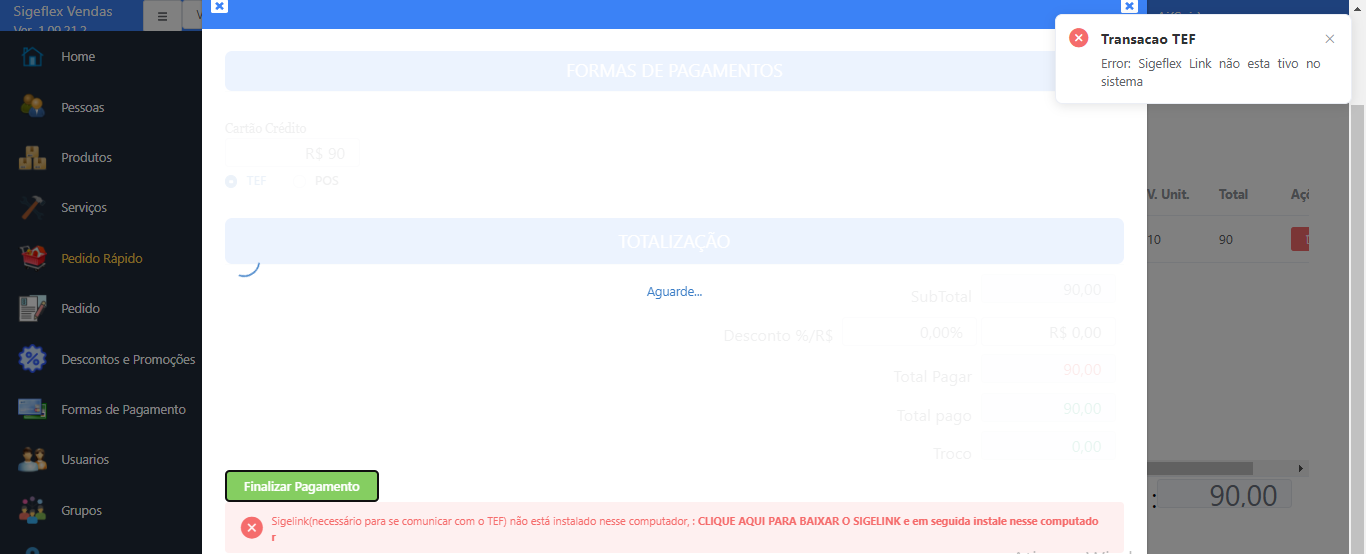 Sigeflex Vendas
Ver. 1.09.21.2
Home
Pessoas
Produtos
Serviços
Pedido Rápido
Pedido
Descontos e Promoções
Formas de Pagamento
Usuarios
Grupos
FORMAS DE PAGAMENTOS
Cartão Crédito
R$ 90
TEF POS
TOTALIZAÇÃO
Aguarde...
SubTotal 90,00
Desconto %/R$ 0,00% R$ 0,00
Total Pagar 90,00
Total pago 90,00
Troco 0,00
Finalizar Pagamento
Sigelink(necessário para se comunicar com o TEF) não está instalado nesse computador, : CLIQUE AQUI PARA BAIXAR O SIGELINK e em seguida instale nesse computado
r
Transacao TEF
Error: Sigeflex Link não esta tivo no
sistema
V. Unit. Total Açõ
10 90
: 90,00